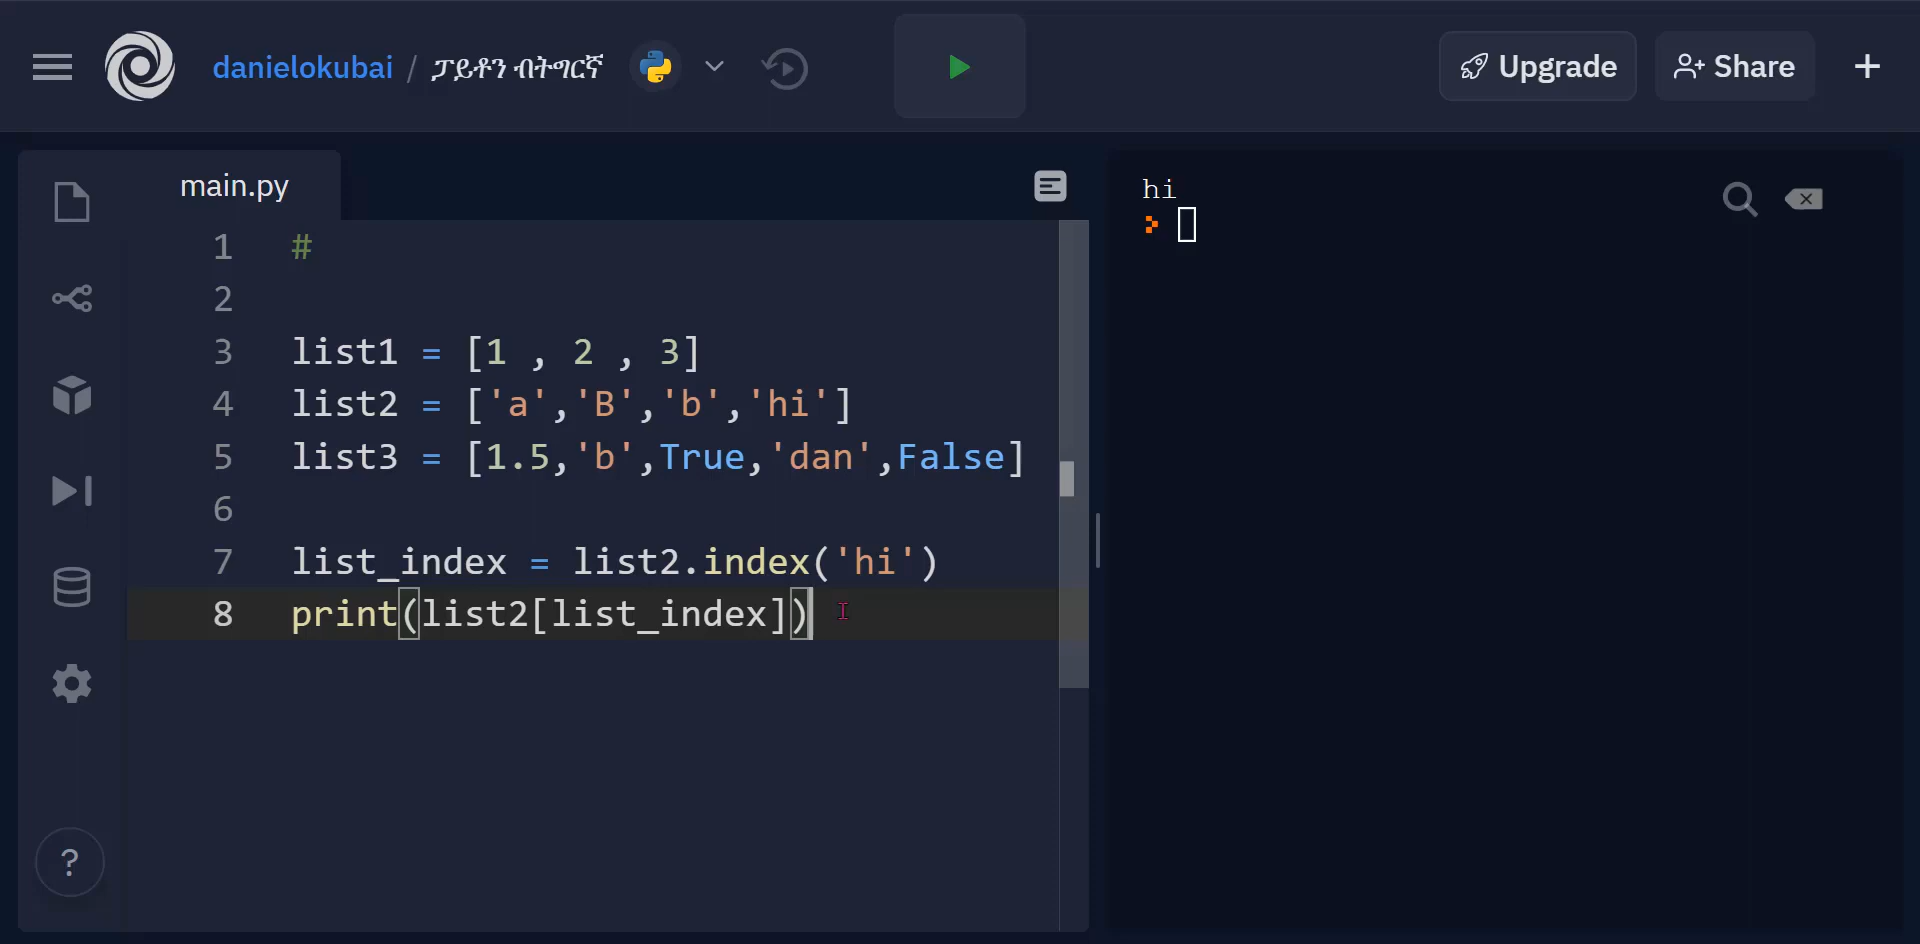 danielokubai / ፓይቶን ብትግርኛ
Upgrade
Share
main.py
1 #
2
3 list1 = [1 , 2 , 3]
4 list2 = ['a','B','b','hi']
5 list3 = [1.5,'b',True,'dan',False]
6
7 list_index = list2.index('hi')
8 print(list2[list_index])
?
hi